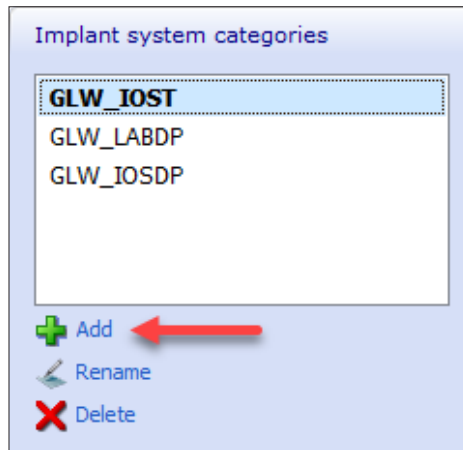 Implant system categories
GLW_IOST
GLW_LABDP
GLW_IOSDP
Add
Rename
Delete